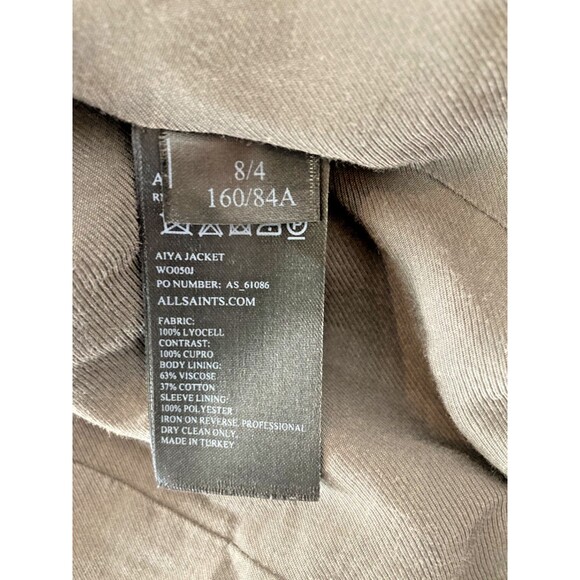 8/4
160/84A
AIYA JACKET
WO050J
PO NUMBER: AS_61086
ALLSAINTS.COM
FABRIC:
100% LYOCELL
CONTRAST:
100% CUPRO
BODY LINING:
63% VISCOSE
37% COTTON
SLEEVE LINING:
100% POLYESTER
IRON ON REVERSE, PROFESSIONAL
DRY CLEAN ONLY,
MADE IN TURKEY